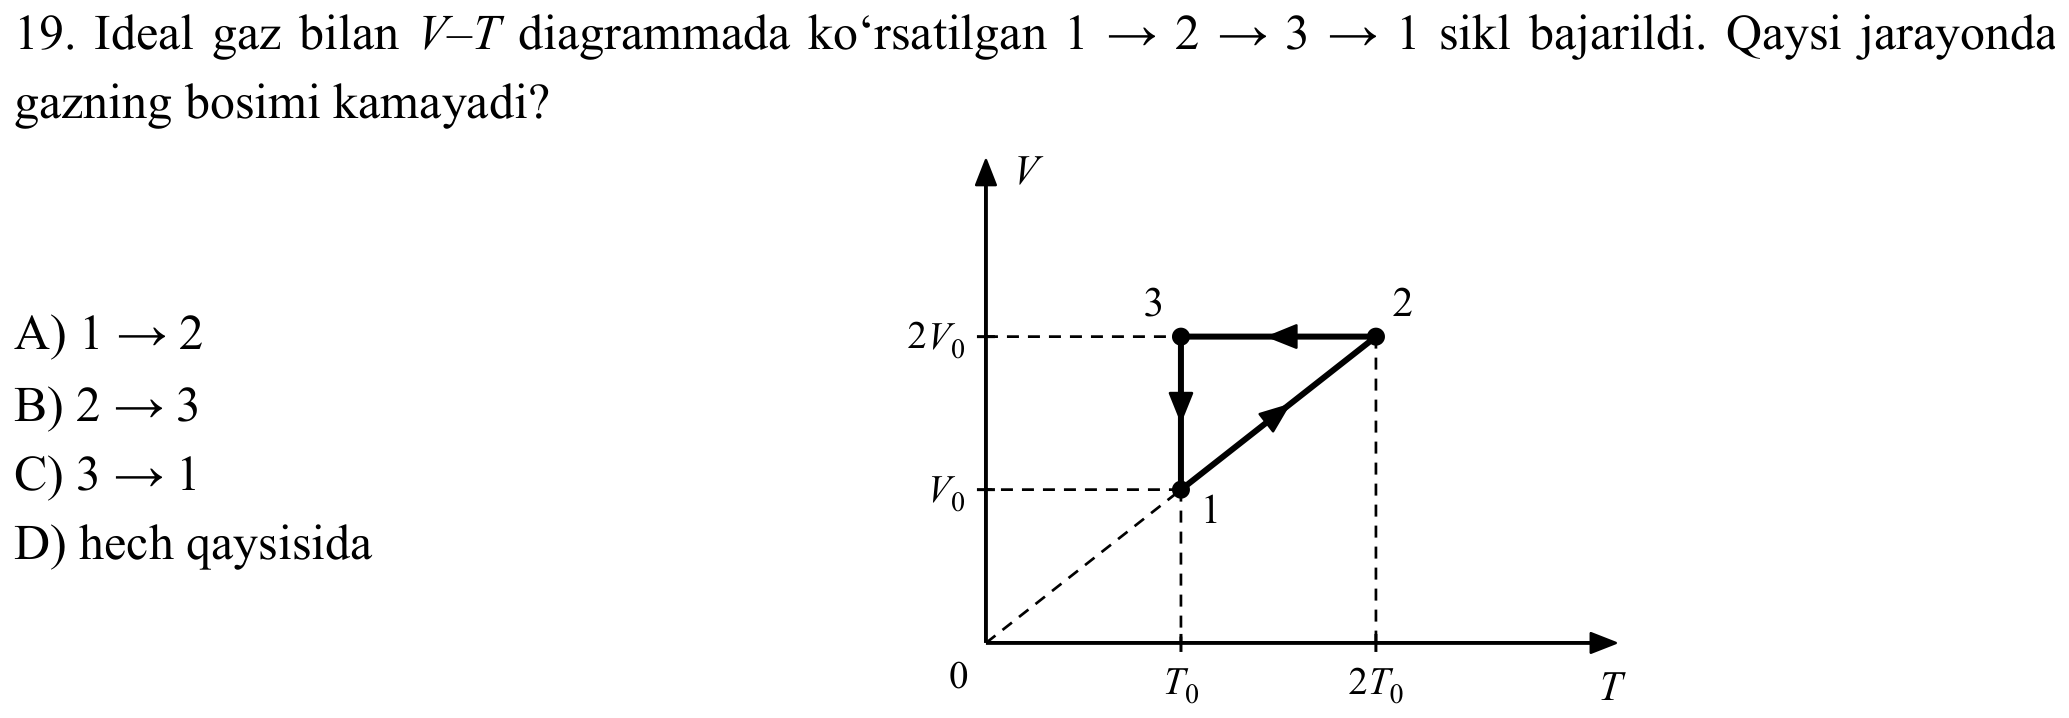 19. Ideal gaz bilan V–T diagrammada ko‘rsatilgan 1 → 2 → 3 → 1 sikl bajarildi. Qaysi jarayonda
gazning bosimi kamayadi?
A) 1 → 2
B) 2 → 3
C) 3 → 1
D) hech qaysisida
V
3
2
2V₀
V₀
1
0
T₀
2T₀
T